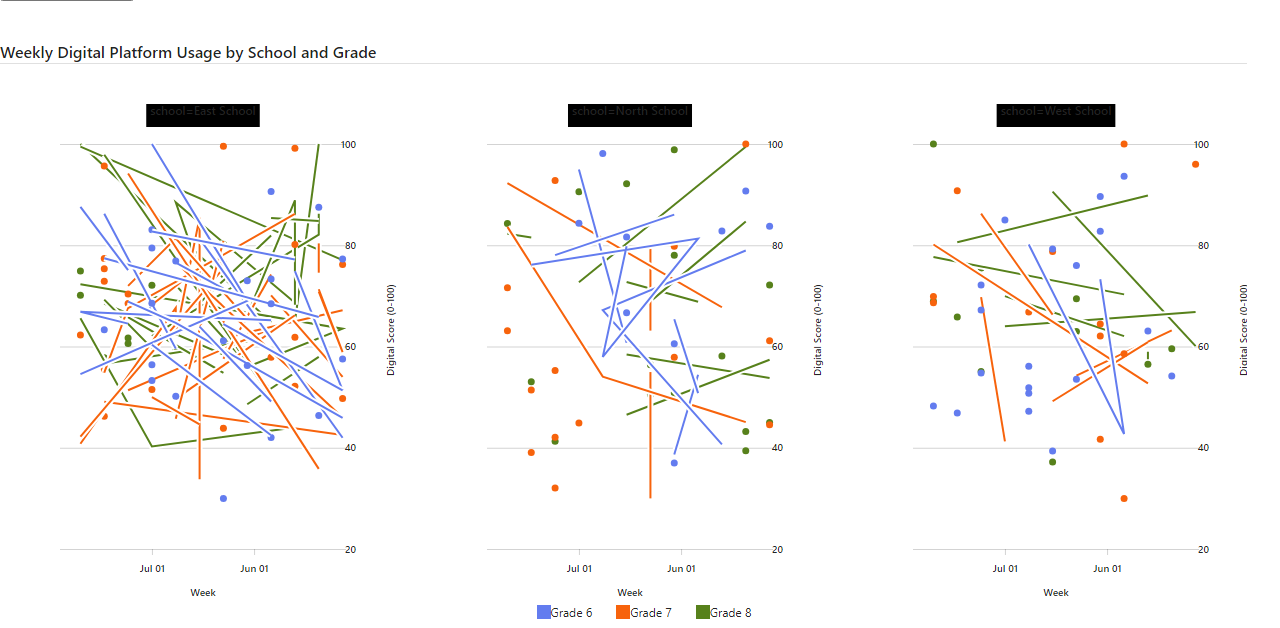 Weekly Digital Platform Usage by School and Grade
school=East School
school=North School
school=West School
100
80
60
40
20
Digital Score (0-100)
Jul 01
Jun 01
Week
100
80
60
40
20
Digital Score (0-100)
Jul 01
Jun 01
Week
100
80
60
40
20
Digital Score (0-100)
Jul 01
Jun 01
Week
Grade 6
Grade 7
Grade 8